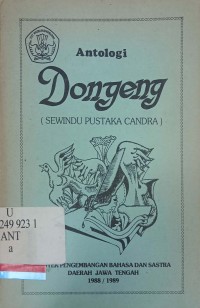 Antologi
Dongeng
( SEWINDU PUSTAKA CANDRA )
U
249 923 1
ANT
a
PENGEMBANGAN BAHASA DAN SASTRA
DAERAH JAWA TENGAH
1988 / 1989